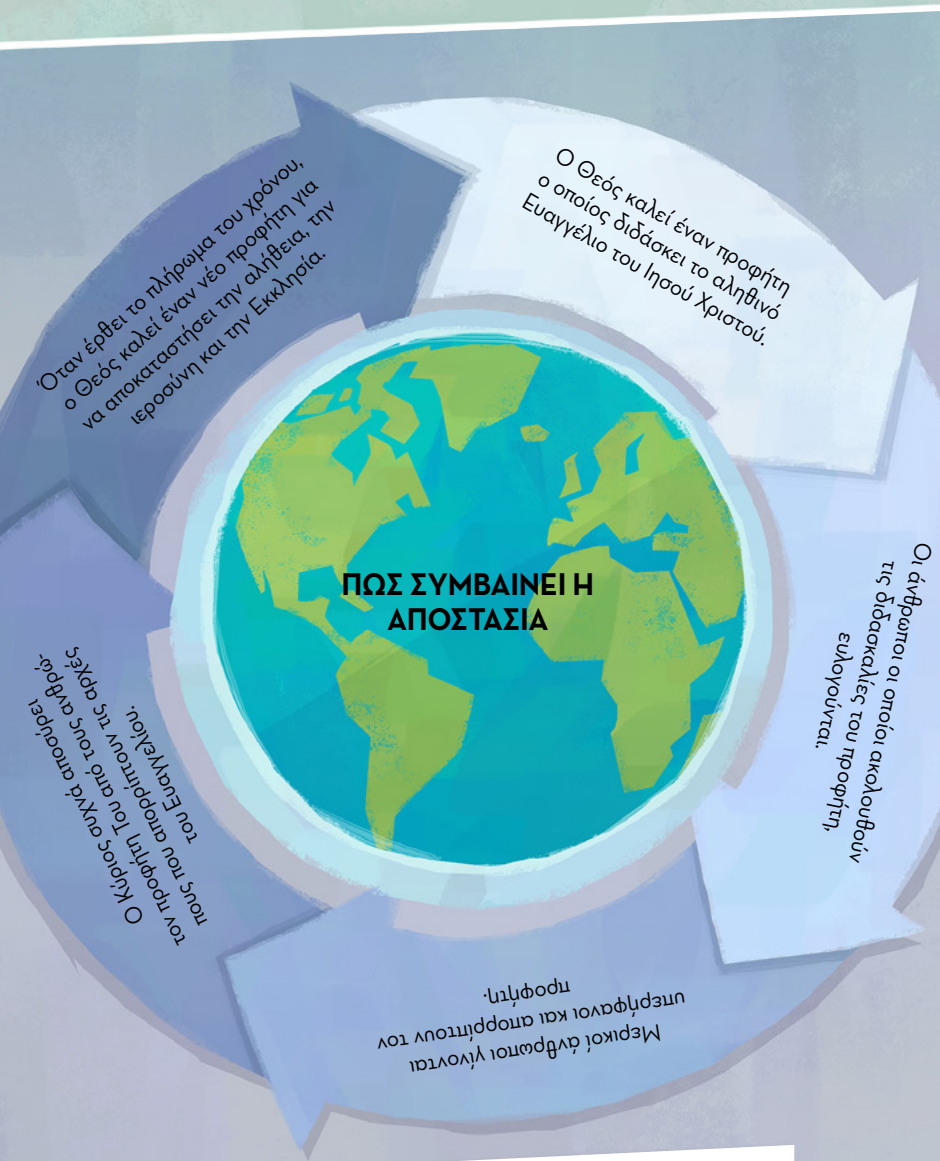 ΠΩΣ ΣΥΜΒΑΙΝΕΙ Η
ΑΠΟΣΤΑΣΙΑ
Ο Θεός καλεί έναν προφήτη
ο οποίος διδάσκει το αληθινό
Ευαγγέλιο του Ιησού Χριστού.
Οι άνθρωποι οι οποίοι ακολουθούν
τις διδασκαλίες του προφήτη,
ευλογούνται.
Μερικοί άνθρωποι γίνονται
υπερήφανοι και απορρίπτουν τον
προφήτη.
Ο Κύριος συχνά αποσύρει
τον προφήτη Του από τους ανθρώ-
πους που απορρίπτουν τις αρχές
του Ευαγγελίου.
Όταν έρθει το πλήρωμα του χρόνου,
ο Θεός καλεί έναν νέο προφήτη για
να αποκαταστήσει την αλήθεια, την
ιεροσύνη και την Εκκλησία.